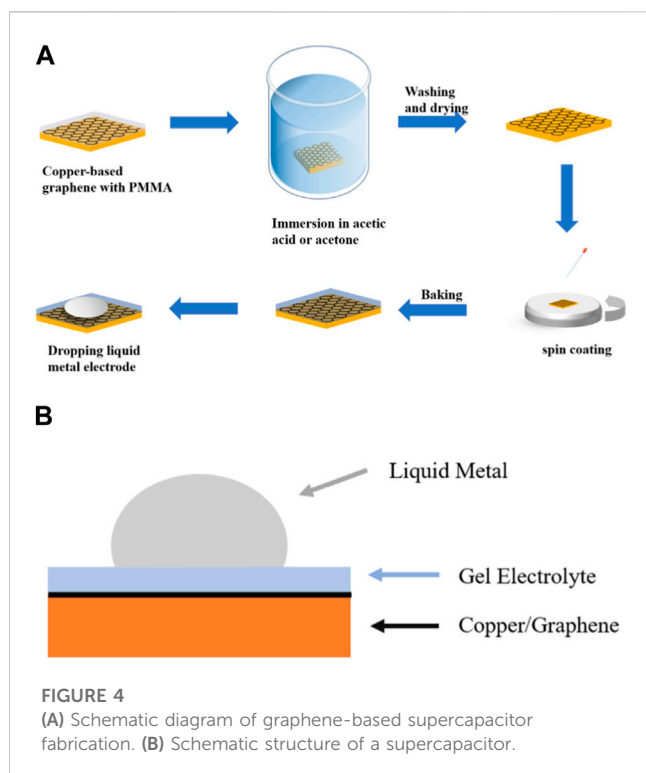 A
Copper-based
graphene with PMMA
Immersion in acetic
acid or acetone
Washing
and drying
spin coating
Baking
Dropping liquid
metal electrode
B
Liquid Metal
Gel Electrolyte
Copper/Graphene
FIGURE 4
(A) Schematic diagram of graphene-based supercapacitor
fabrication. (B) Schematic structure of a supercapacitor.